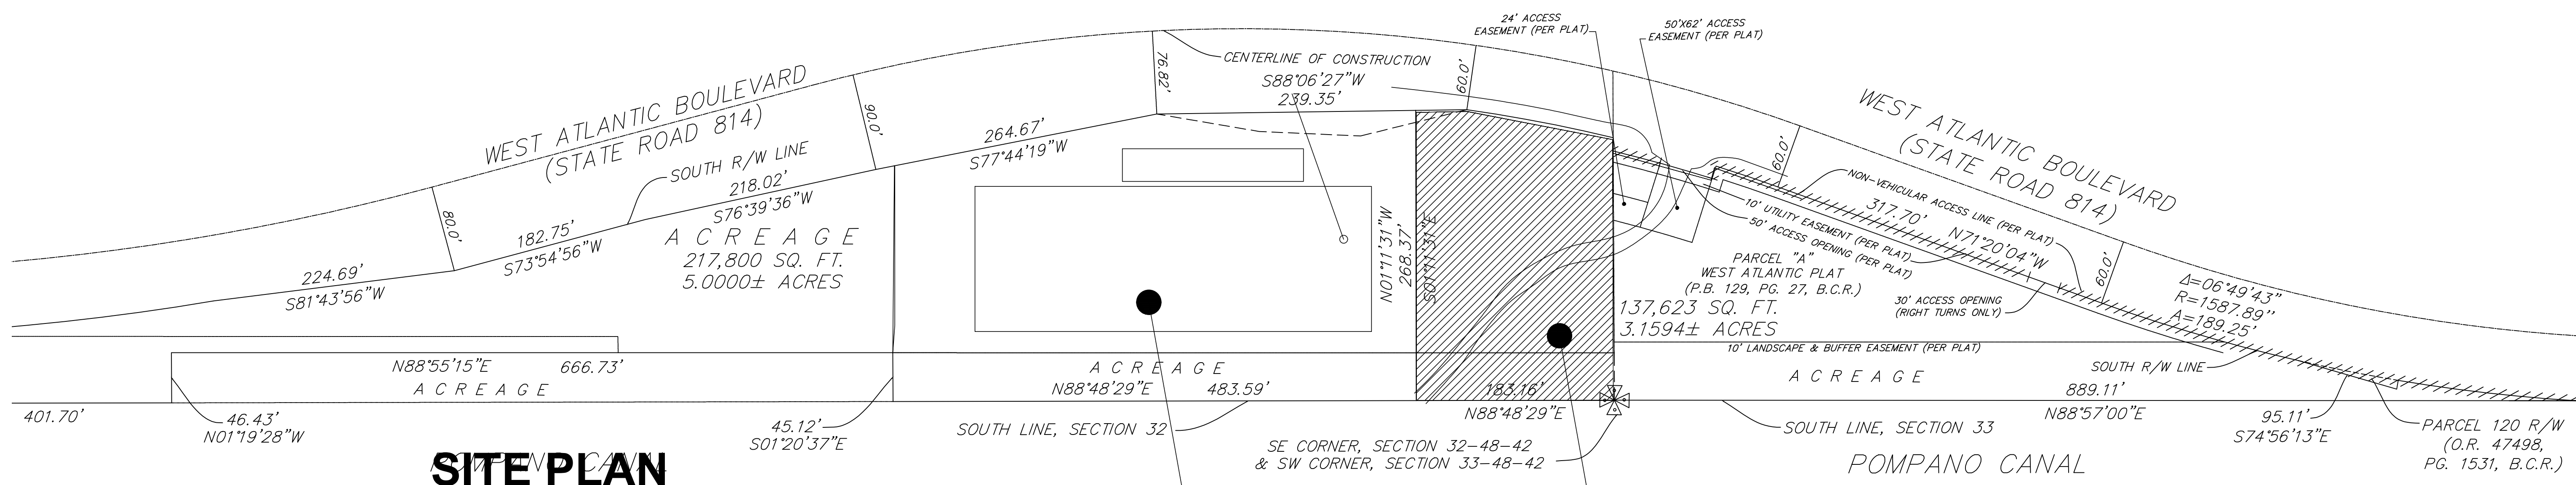 WEST ATLANTIC BOULEVARD
(STATE ROAD 814)
SOUTH R/W LINE
80.0'
90.0'
76.82'
60.0'
CENTERLINE OF CONSTRUCTION
S88°06'27"W
239.35'
264.67'
S77°44'19"W
218.02'
S76°39'36"W
182.75'
S73°54'56"W
224.69'
S81°43'56"W
A C R E A G E
217,800 SQ. FT.
5.0000± ACRES
24' ACCESS
EASEMENT (PER PLAT)
50'X62' ACCESS
EASEMENT (PER PLAT)
WEST ATLANTIC BOULEVARD
(STATE ROAD 814)
60.0'
NON-VEHICULAR ACCESS LINE (PER PLAT)
317.70'
N71°20'04"W
10' UTILITY EASEMENT (PER PLAT)
50' ACCESS OPENING (PER PLAT)
60.0'
N01°11'31"W
268.37'
S01°11'31"E
PARCEL "A"
WEST ATLANTIC PLAT
(P.B. 129, PG. 27, B.C.R.)
137,623 SQ. FT.
3.1594± ACRES
30' ACCESS OPENING
(RIGHT TURNS ONLY)
Δ=06°49'43"
R=1587.89"
A=189.25'
10' LANDSCAPE & BUFFER EASEMENT (PER PLAT)
SOUTH R/W LINE
N88°55'15"E 666.73'
A C R E A G E
A C R E A G E
N88°48'29"E 483.59'
183.16'
N88°48'29"E
A C R E A G E
889.11'
N88°57'00"E
401.70'
46.43'
N01°19'28"W
45.12'
S01°20'37"E
SOUTH LINE, SECTION 32
SE CORNER, SECTION 32-48-42
& SW CORNER, SECTION 33-48-42
SOUTH LINE, SECTION 33
95.11'
S74°56'13"E
PARCEL 120 R/W
(O.R. 47498,
PG. 1531, B.C.R.)
POMPANO CANAL
SITE PLAN
POMPANO CANAL